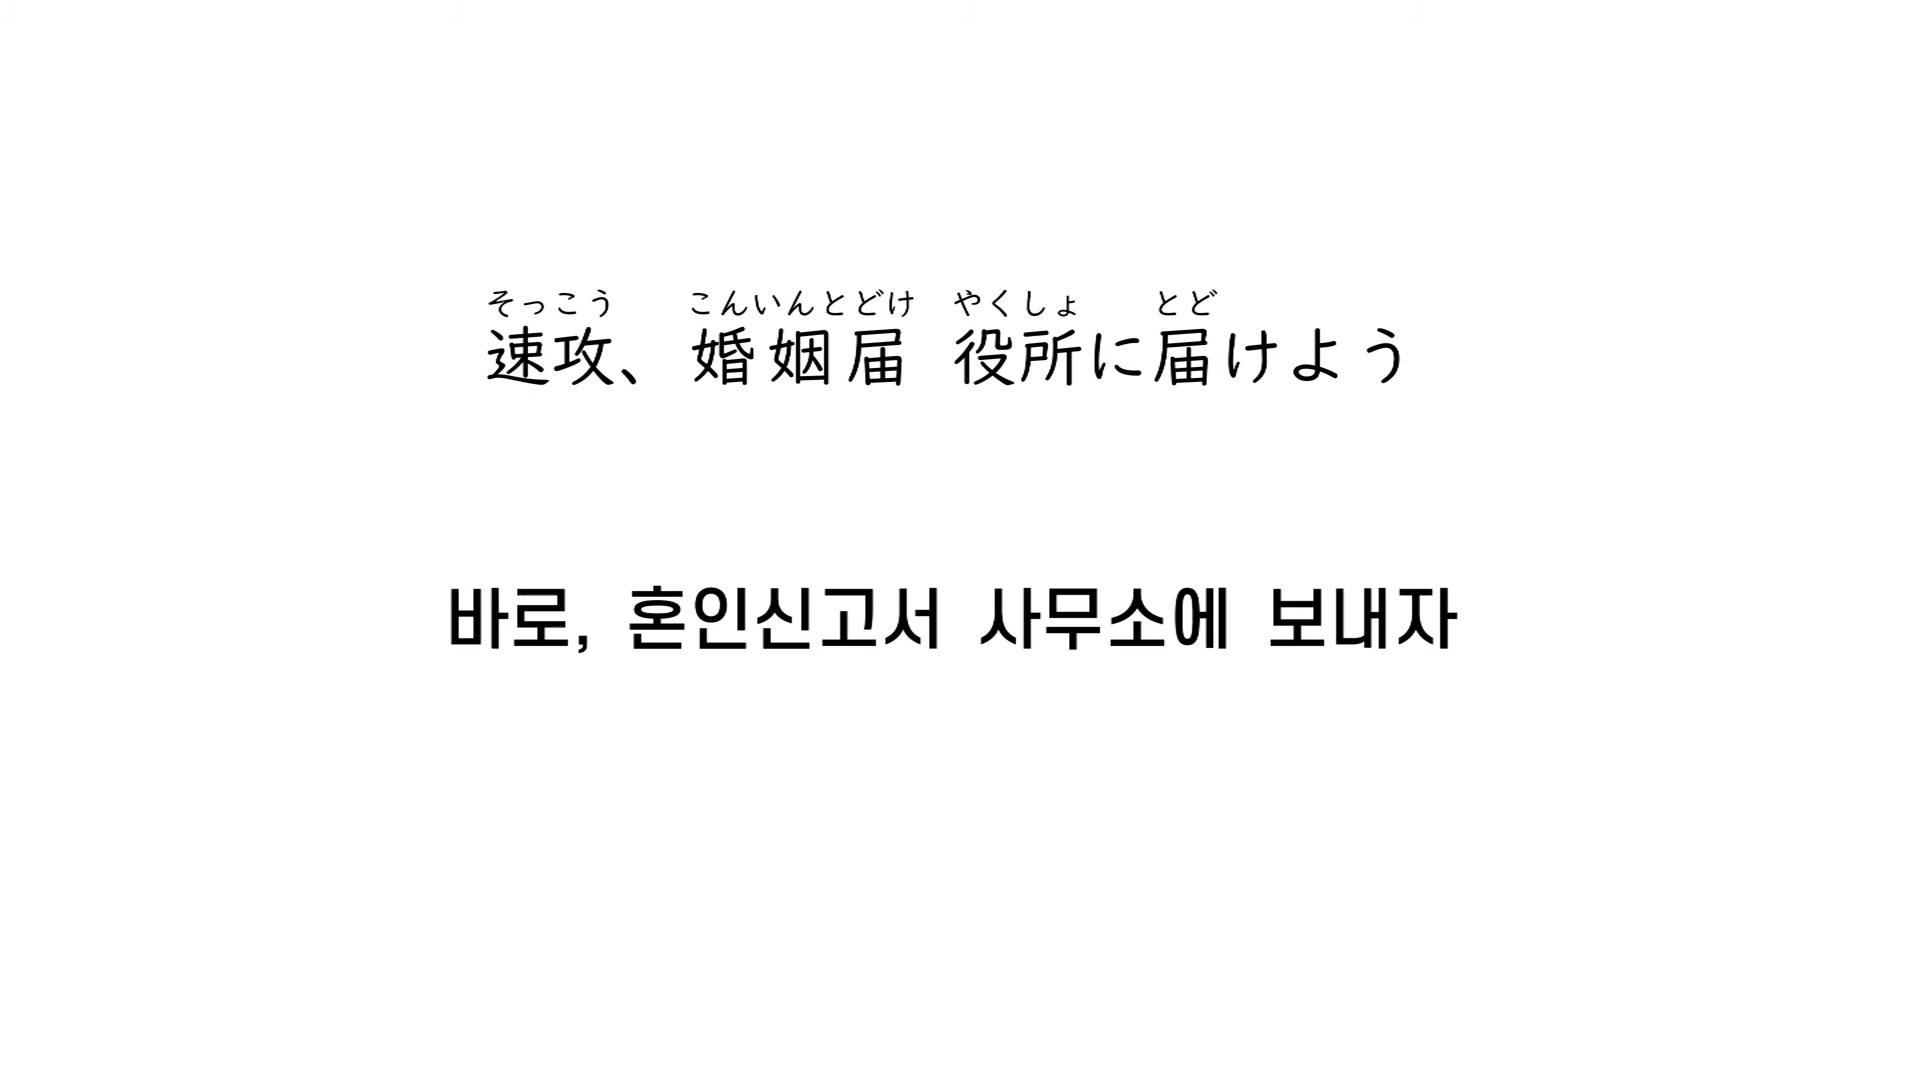 そっこう こんいんとどけ やくしょ とど
速攻、婚姻届 役所に届けよう
바로, 혼인신고서 사무소에 보내자